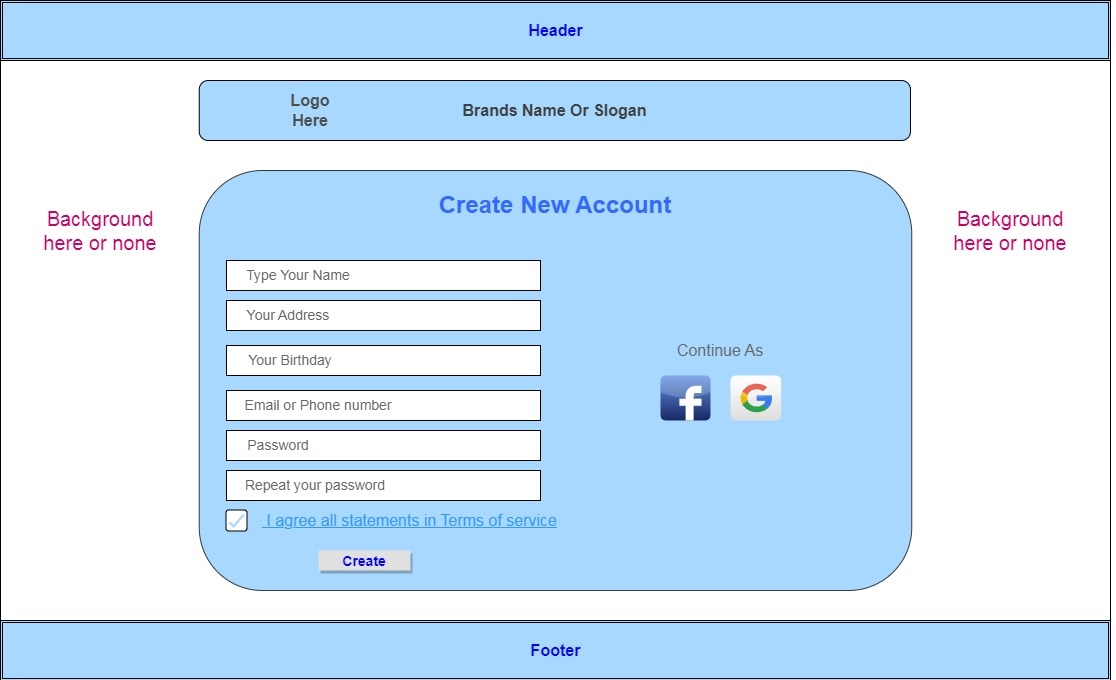 Header
Logo
Here
Brands Name Or Slogan
Create New Account
Background
here or none
Background
here or none
Type Your Name
Your Address
Your Birthday
Email or Phone number
Password
Repeat your password
I agree all statements in Terms of service
Create
Continue As
f G
Footer